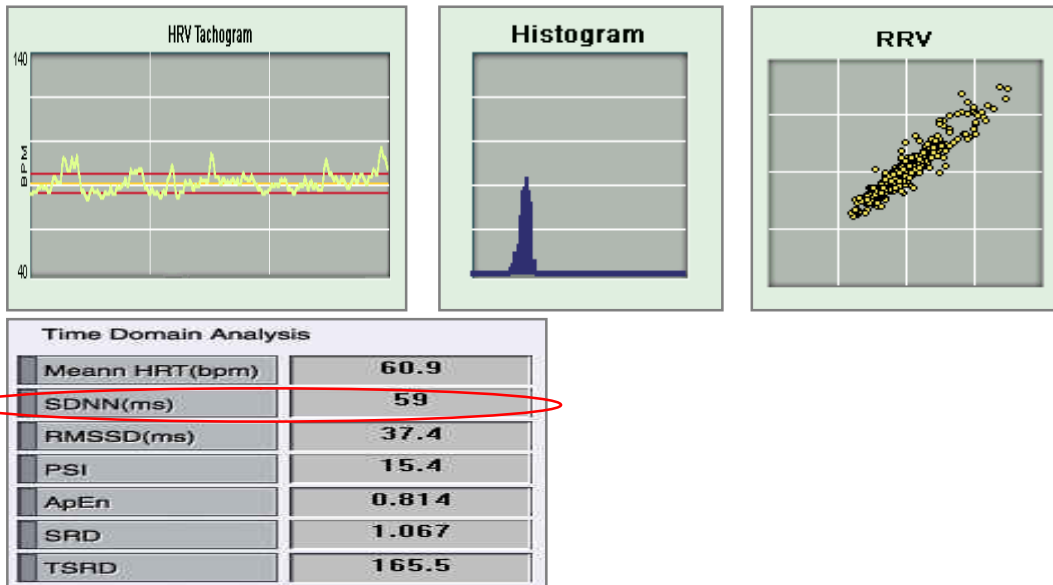 HRV Tachogram
140
BPM
40
Histogram
RRV
Time Domain Analysis
Meann HRT(bpm) 60.9
SDNN(ms) 59
RMSSD(ms) 37.4
PSI 15.4
ApEn 0.814
SRD 1.067
TSRD 165.5